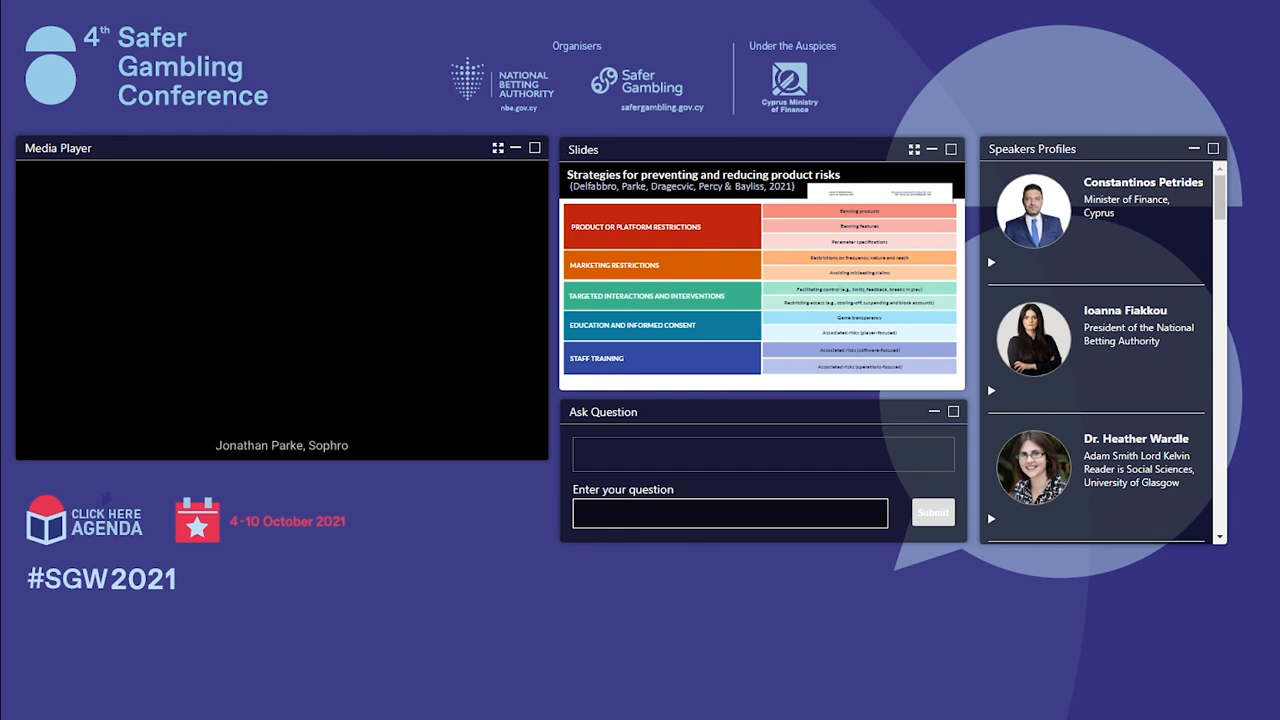 4th Safer
Gambling
Conference
Organisers
NATIONAL
BETTING
AUTHORITY
nba.gov.cy
Safer
Gambling
safergambling.gov.cy
Under the Auspices
Cyprus Ministry
of Finance
Media Player
Jonathan Parke, Sophro
Slides
Strategies for preventing and reducing product risks
(Delfabbro, Parke, Dragecvic, Percy & Bayliss, 2021)
PRODUCT OR PLATFORM RESTRICTIONS
Banning products
Banning features
Parameter specifications
MARKETING RESTRICTIONS
Restrictions on frequency, nature and reach
Avoiding misleading claims
TARGETED INTERACTIONS AND INTERVENTIONS
Facilitating control (e.g., limits, feedback, breaks in play)
Restricting access (e.g., cooling-off, suspending and block accounts)
EDUCATION AND INFORMED CONSENT
Game transparency
Associated risks (player-focused)
STAFF TRAINING
Associated risks (software-focused)
Associated risks (operations-focused)
Ask Question
Enter your question
Submit
Speakers Profiles
Constantinos Petrides
Minister of Finance,
Cyprus
Ioanna Fiakkou
President of the National
Betting Authority
Dr. Heather Wardle
Adam Smith Lord Kelvin
Reader is Social Sciences,
University of Glasgow
CLICK HERE
AGENDA
4-10 October 2021
#SGW2021